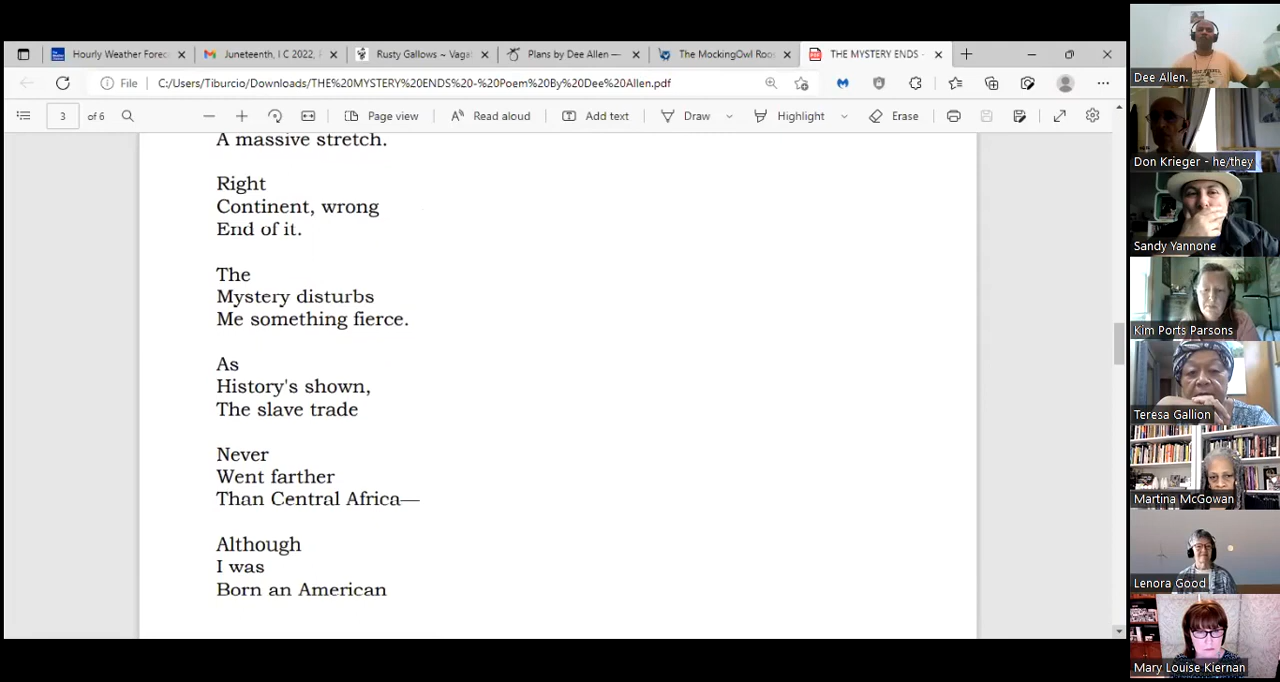 Hourly Weather Forec
Juneteenth, I C 2022,
Rusty Gallows ~ Vaga
Plans by Dee Allen —
The MockingOwl Roos
THE MYSTERY ENDS -
File
C:/Users/Tiburcio/Downloads/THE%20MYSTERY%20ENDS%20-%20Poem%20By%20Dee%20Allen.pdf
3 of 6
Page view
Read aloud
Add text
Draw
Highlight
Erase
A massive stretch.
Right
Continent, wrong
End of it.
The
Mystery disturbs
Me something fierce.
As
History's shown,
The slave trade
Never
Went farther
Than Central Africa—
Although
I was
Born an American
Dee Allen.
Don Krieger - he/they
Sandy Yannone
Kim Ports Parsons
Teresa Gallion
Martina McGowan
Lenora Good
Mary Louise Kiernan